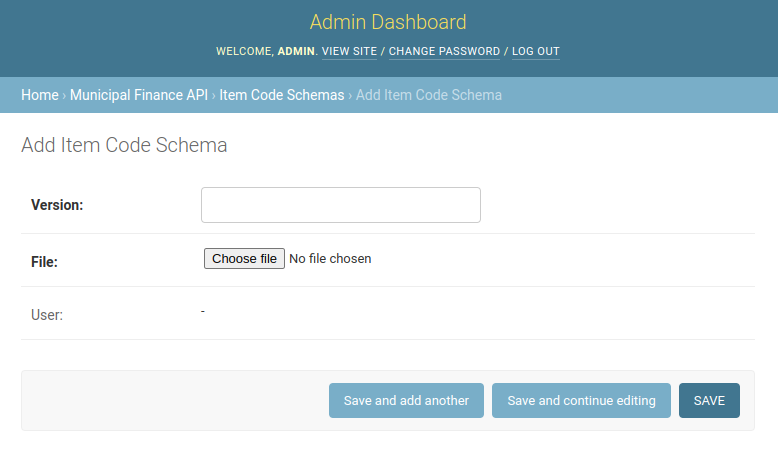 Admin Dashboard
WELCOME, ADMIN. VIEW SITE / CHANGE PASSWORD / LOG OUT
Home › Municipal Finance API › Item Code Schemas › Add Item Code Schema
Add Item Code Schema
Version:
File: Choose file No file chosen
User: -
Save and add another Save and continue editing SAVE